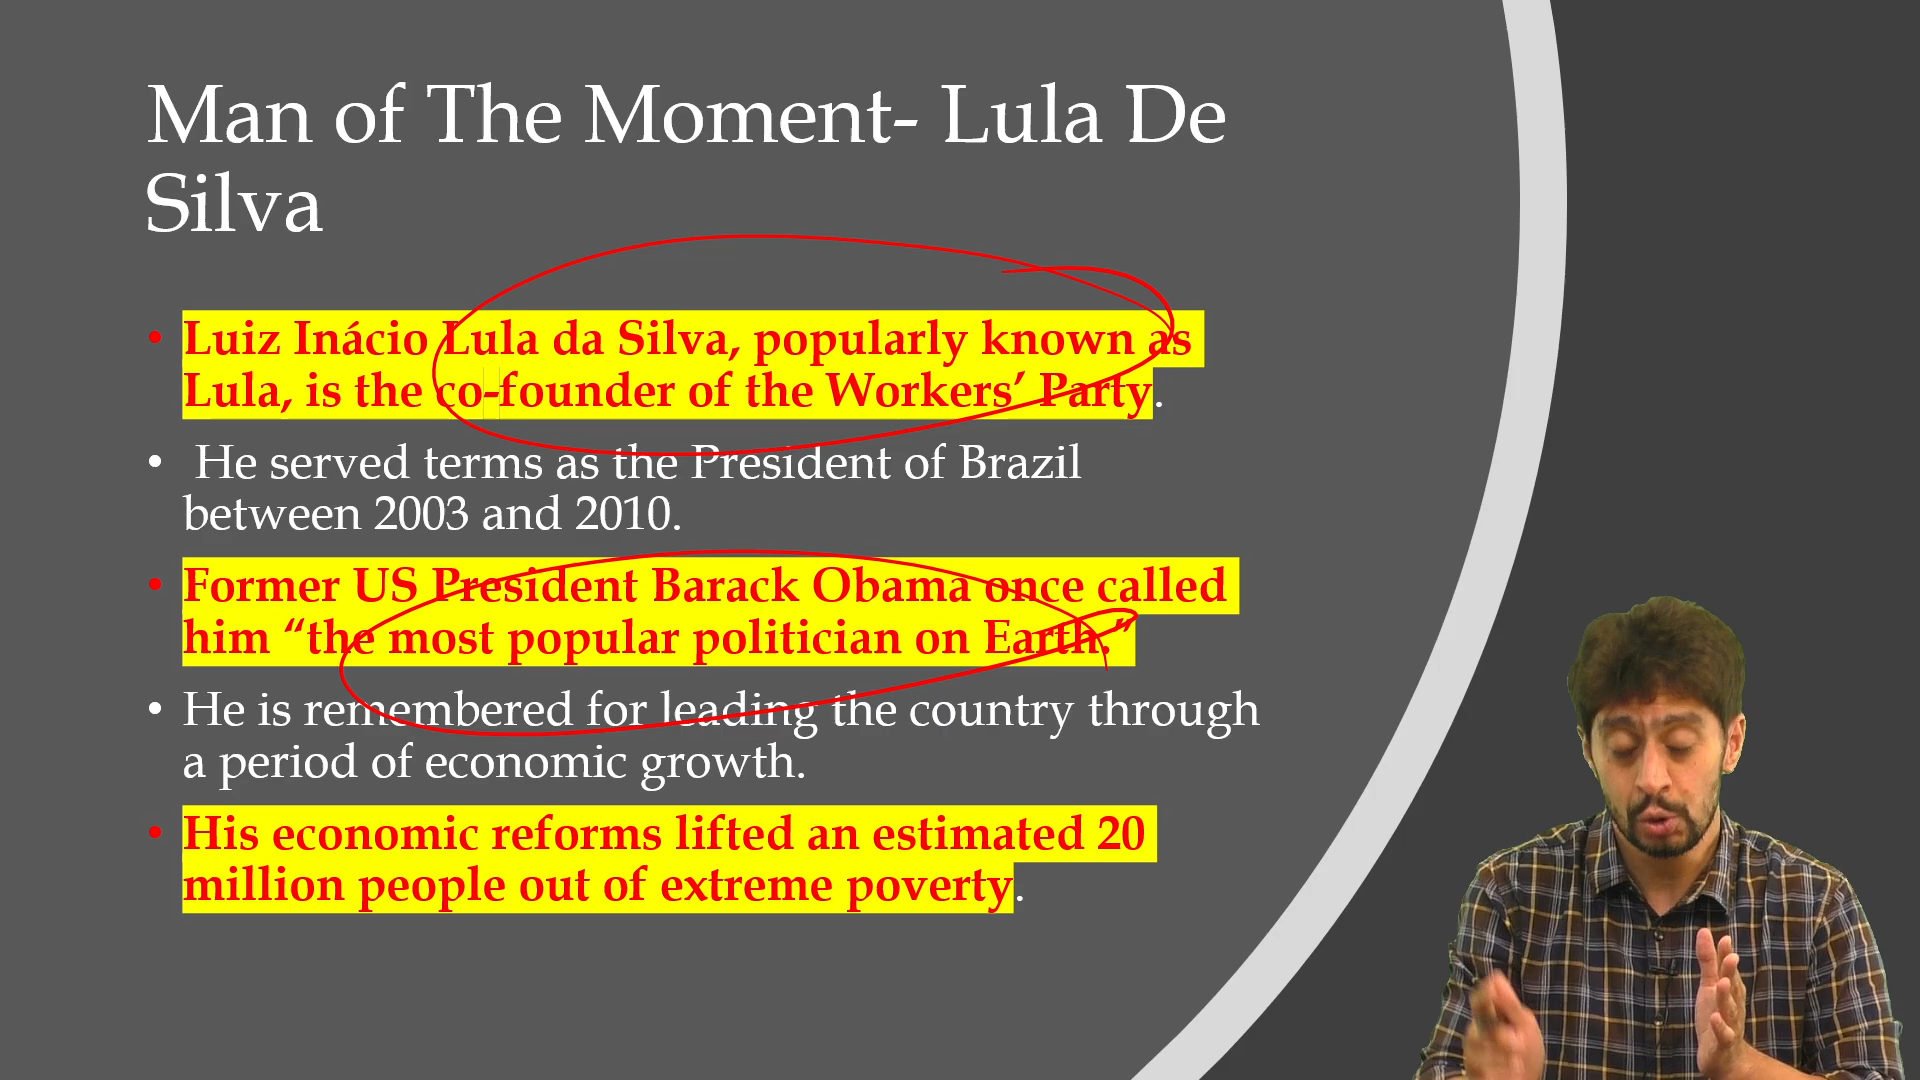 Man of The Moment- Lula De
Silva
• Luiz Inácio Lula da Silva, popularly known as
Lula, is the co-founder of the Workers’ Party.
• He served terms as the President of Brazil
between 2003 and 2010.
• Former US President Barack Obama once called
him “the most popular politician on Earth.”
• He is remembered for leading the country through
a period of economic growth.
• His economic reforms lifted an estimated 20
million people out of extreme poverty.